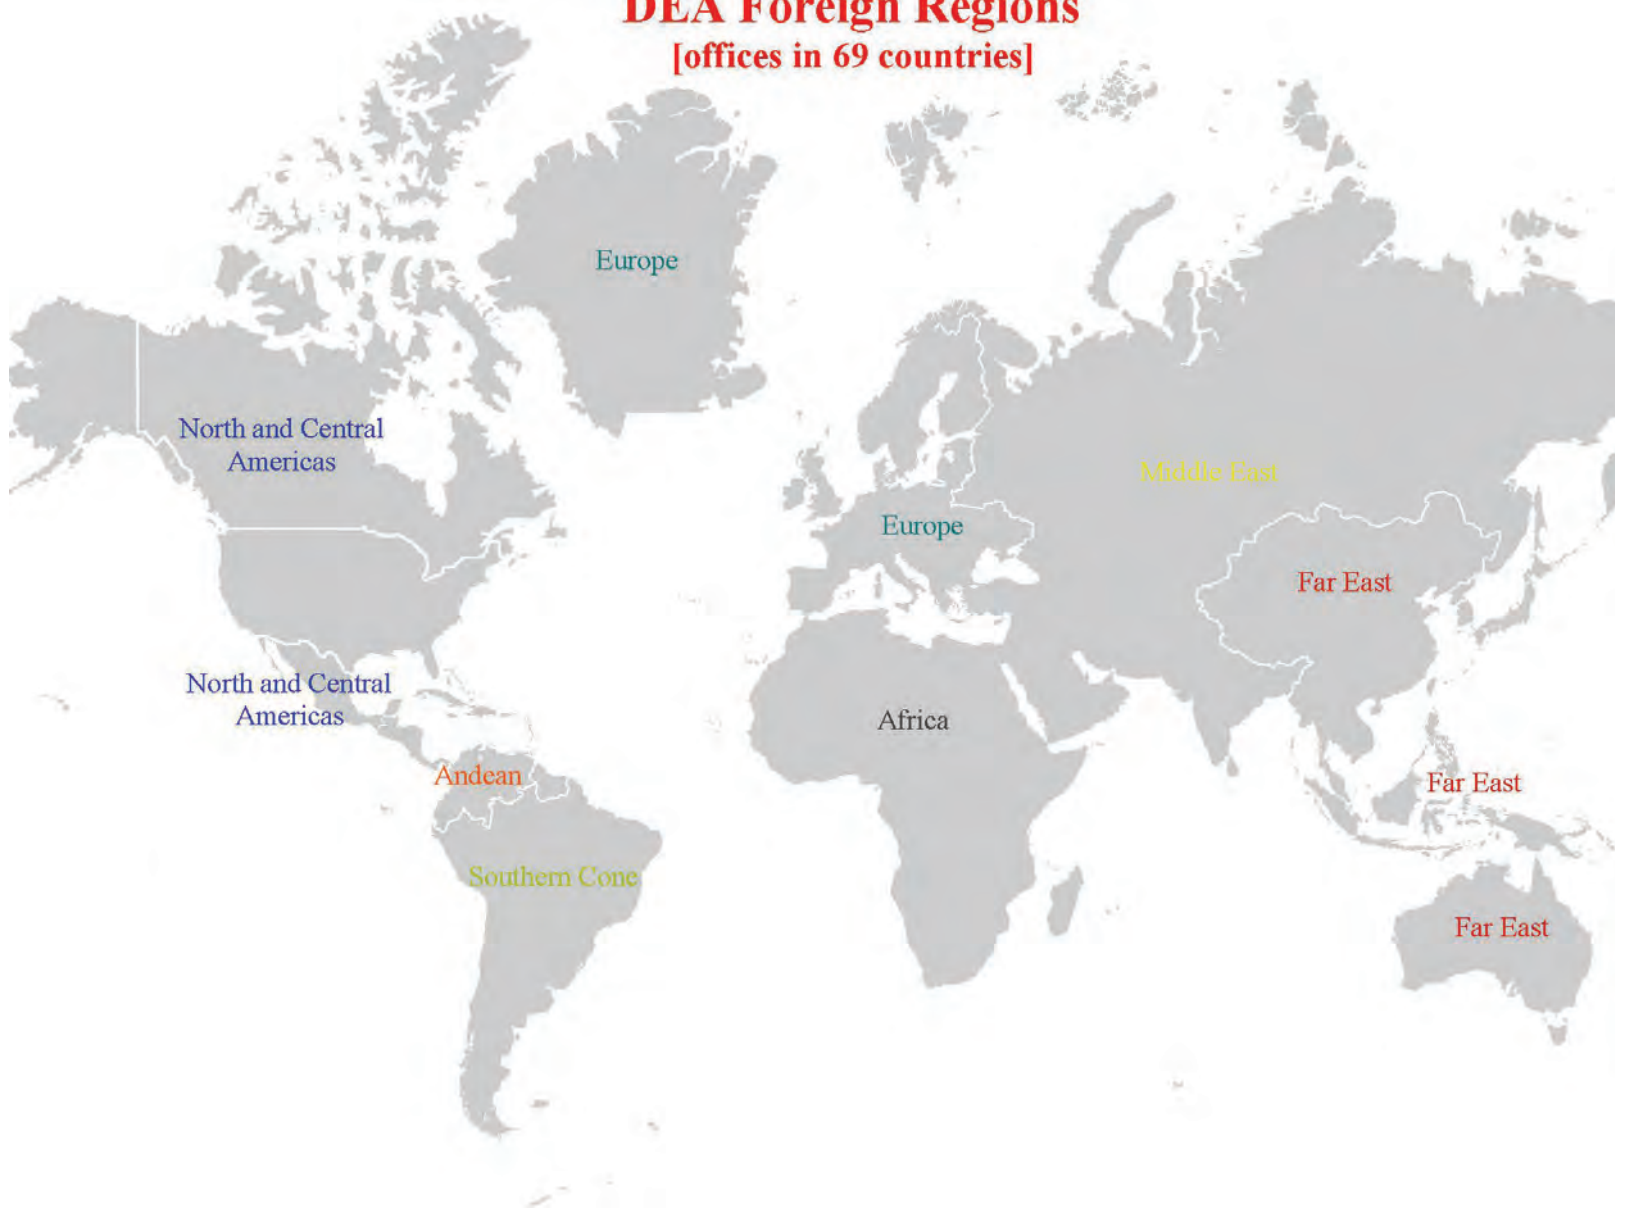 DEA Foreign Regions
[offices in 69 countries]
Europe
North and Central
Americas
Middle East
Europe
Far East
North and Central
Americas
Africa
Andean
Far East
Southern Cone
Far East